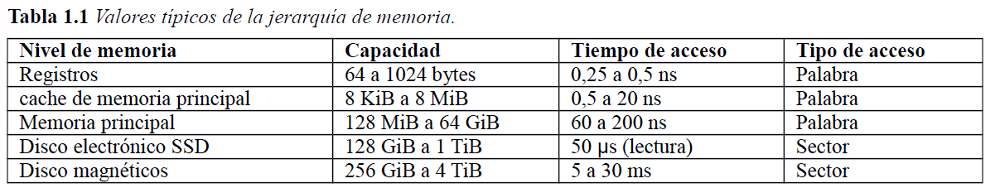 Tabla 1.1 Valores típicos de la jerarquía de memoria.
Nivel de memoria Capacidad Tiempo de acceso Tipo de acceso
Registros 64 a 1024 bytes 0,25 a 0,5 ns Palabra
cache de memoria principal 8 KiB a 8 MiB 0,5 a 20 ns Palabra
Memoria principal 128 MiB a 64 GiB 60 a 200 ns Palabra
Disco electrónico SSD 128 GiB a 1 TiB 50 μs (lectura) Sector
Disco magnéticos 256 GiB a 4 TiB 5 a 30 ms Sector